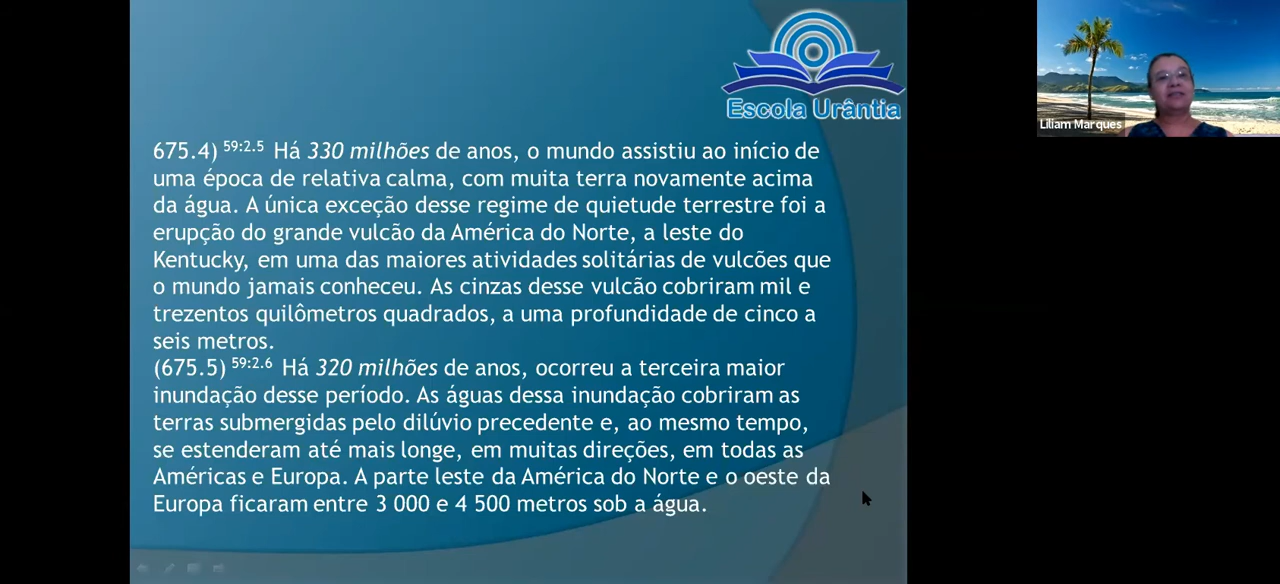 Escola Urântia
Liliam Marques
675.4) 59:2.5 Há 330 milhões de anos, o mundo assistiu ao início de
uma época de relativa calma, com muita terra novamente acima
da água. A única exceção desse regime de quietude terrestre foi a
erupção do grande vulcão da América do Norte, a leste do
Kentucky, em uma das maiores atividades solitárias de vulcões que
o mundo jamais conheceu. As cinzas desse vulcão cobriram mil e
trezentos quilômetros quadrados, a uma profundidade de cinco a
seis metros.
(675.5) 59:2.6 Há 320 milhões de anos, ocorreu a terceira maior
inundação desse período. As águas dessa inundação cobriram as
terras submergidas pelo dilúvio precedente e, ao mesmo tempo,
se estenderam até mais longe, em muitas direções, em todas as
Américas e Europa. A parte leste da América do Norte e o oeste da
Europa ficaram entre 3 000 e 4 500 metros sob a água.